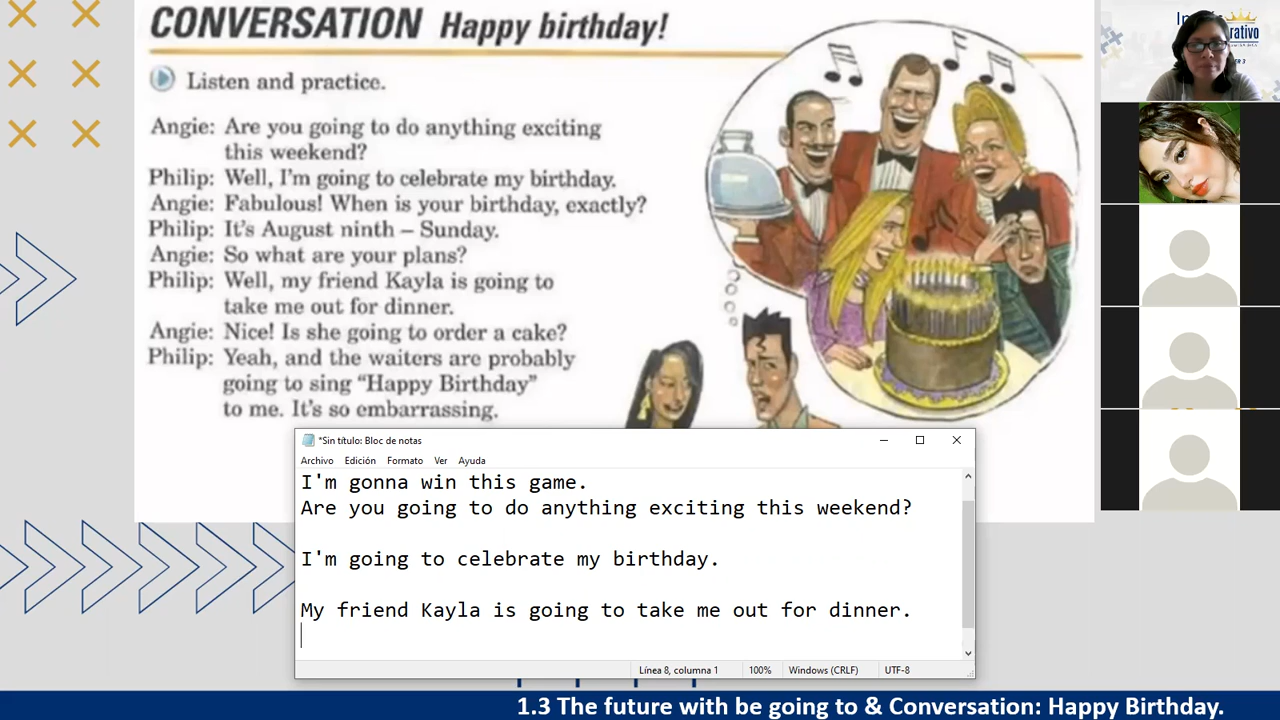 CONVERSATION Happy birthday!
Listen and practice.
Angie: Are you going to do anything exciting
this weekend?
Philip: Well, I'm going to celebrate my birthday.
Angie: Fabulous! When is your birthday, exactly?
Philip: It's August ninth – Sunday.
Angie: So what are your plans?
Philip: Well, my friend Kayla is going to
take me out for dinner.
Angie: Nice! Is she going to order a cake?
Philip: Yeah, and the waiters are probably
going to sing “Happy Birthday”
to me. It's so embarrassing.
*Sin título: Bloc de notas
Archivo Edición Formato Ver Ayuda
I'm gonna win this game.
Are you going to do anything exciting this weekend?
I'm going to celebrate my birthday.
My friend Kayla is going to take me out for dinner.
Línea 8, columna 1 100% Windows (CRLF) UTF-8
1.3 The future with be going to & Conversation: Happy Birthday.